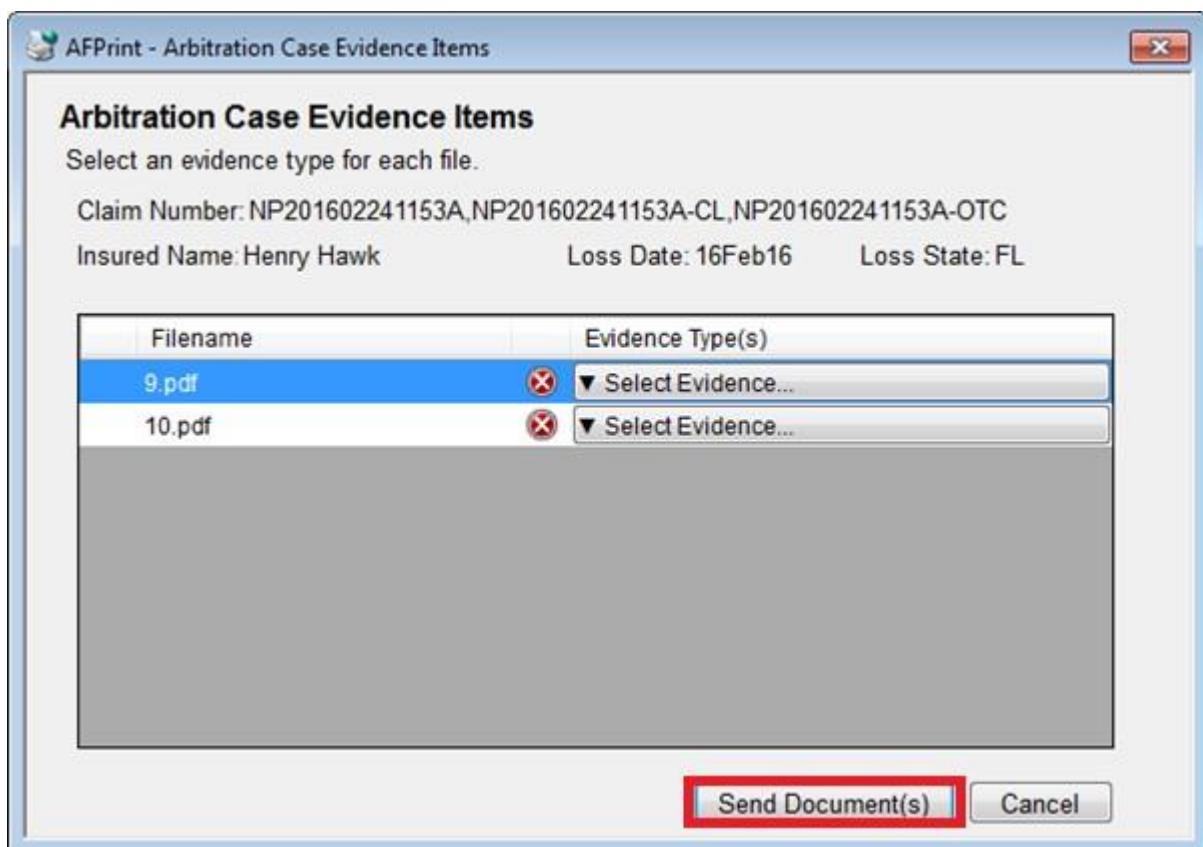 AFPrint - Arbitration Case Evidence Items
Arbitration Case Evidence Items
Select an evidence type for each file.
Claim Number: NP201602241153A,NP201602241153A-CL,NP201602241153A-OTC
Insured Name: Henry Hawk Loss Date: 16Feb16 Loss State: FL
Filename Evidence Type(s)
9.pdf ▼ Select Evidence...
10.pdf ▼ Select Evidence...
Send Document(s) Cancel